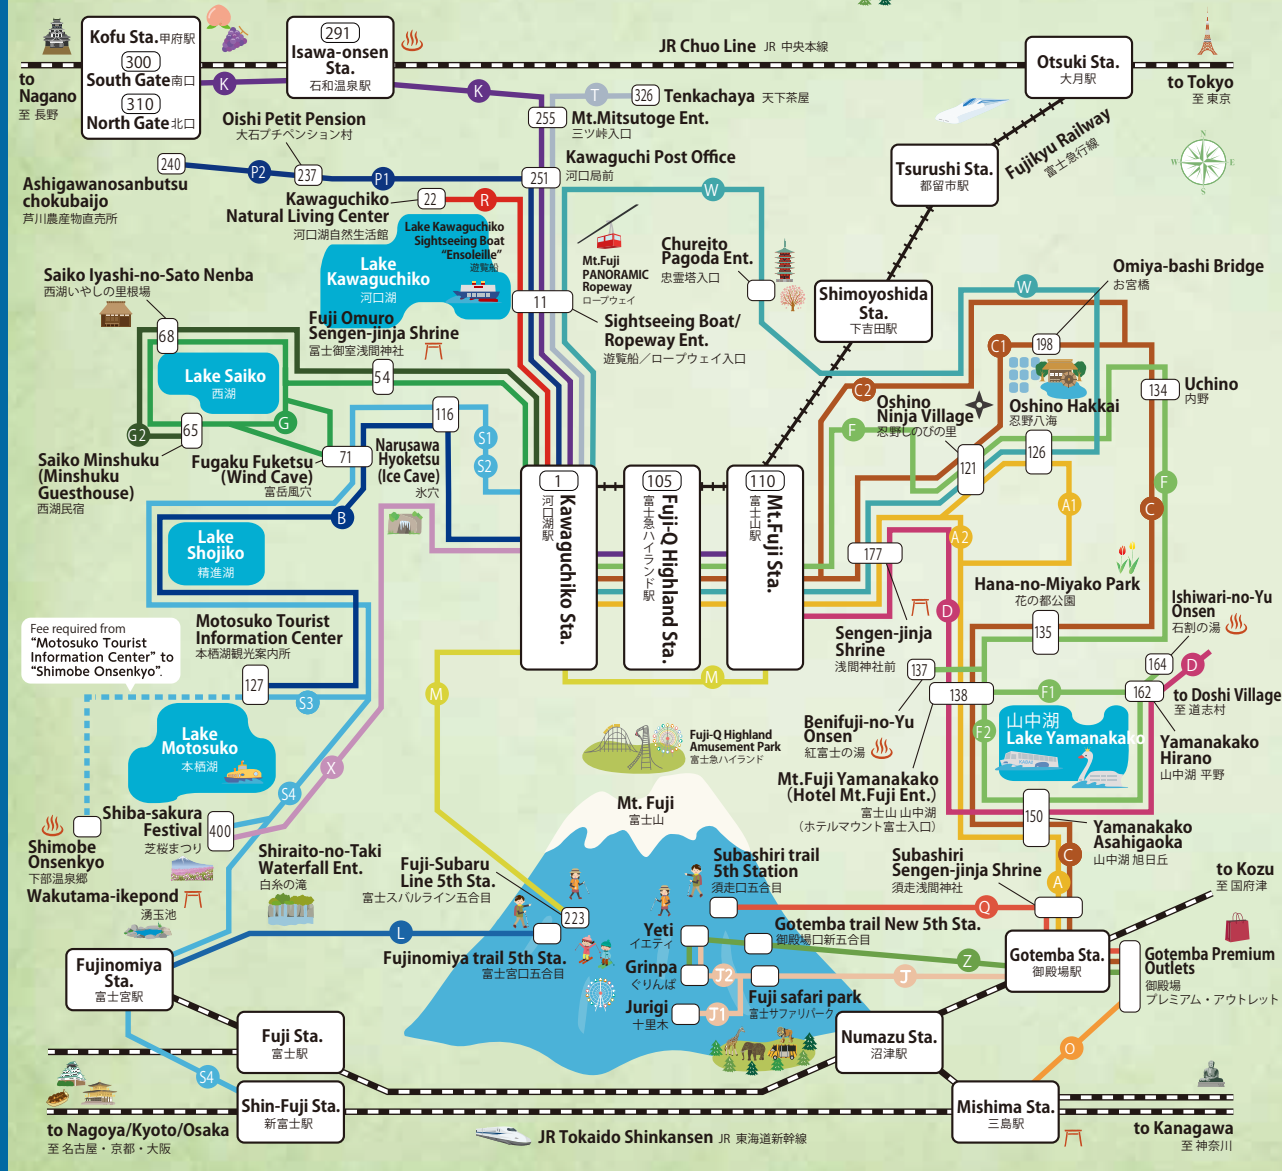 Kofu Sta. 甲府駅
300
South Gate 南口
310
North Gate 北口
291
Isawa-onsen
Sta.
石和温泉駅
JR Chuo Line JR 中央本線
Otsuki Sta.
大月駅
to
Nagano
至 長野
to Tokyo
至 東京
K
K
T
326
Tenkachaya 天下茶屋
Oishi Petit Pension
大石プチペンション村
255
Mt.Mitsutoge Ent.
三ツ峠入口
Fujikyu Railway
富士急行線
N
W
E
S
240
P2
237
P1
251
Kawaguchi Post Office
河口局前
Tsurushi Sta.
都留市駅
Ashigawanosanbutsu
chokubaijo
芦川農産物直売所
Kawaguchiko
Natural Living Center
河口湖自然生活館
22
R
W
Lake Kawaguchiko
Sightseeing Boat
"Ensoleille"
遊覧船
Lake
Kawaguchiko
河口湖
Mt.Fuji
PANORAMIC
Ropeway
ロープウェイ
Chureito
Pagoda Ent.
忠霊塔入口
Saiko Iyashi-no-Sato Nenba
西湖いやしの里根場
Omiya-bashi Bridge
お宮橋
11
Sightseeing Boat/
Ropeway Ent.
遊覧船／ロープウェイ入口
Shimoyoshida
Sta.
下吉田駅
W
Fuji Omuro
Sengen-jinja Shrine
富士御室浅間神社
68
54
C1
198
Lake Saiko
西湖
C2
134
Uchino
内野
Oshino
Ninja Village
忍野しのびの里
Oshino Hakkai
忍野八海
G2
65
G
116
S1
S2
F
Saiko Minshuku
(Minshuku
Guesthouse)
西湖民宿
Fugaku Fuketsu
(Wind Cave)
富岳風穴
71
Narusawa
Hyoketsu
(Ice Cave)
氷穴
121
126
F
1
Kawaguchiko Sta.
河口湖駅
105
Fuji-Q Highland Sta.
富士急ハイランド駅
110
Mt.Fuji Sta.
富士山駅
A1
C
B
Lake
Shojiko
精進湖
A2
177
Hana-no-Miyako Park
花の都公園
Motosuko Tourist
Information Center
本栖湖観光案内所
Fee required from
"Motosuko Tourist
Information Center" to
"Shimobe Onsenkyo".
D
Sengen-jinja
Shrine
浅間神社前
135
Ishiwari-no-Yu
Onsen
石割の湯
127
S3
M
M
137
138
F1
164
162
D
to Doshi Village
至 道志村
Lake
Motosuko
本栖湖
Benifuji-no-Yu
Onsen
紅富士の湯
F2
山中湖
Lake Yamanakako
Yamanakako
Hirano
山中湖 平野
X
S4
Fuji-Q Highland
Amusement Park
富士急ハイランド
Mt.Fuji Yamanakako
(Hotel Mt.Fuji Ent.)
富士山 山中湖
（ホテルマウント富士入口）
Mt. Fuji
富士山
Shiba-sakura
Festival
芝桜まつり
400
150
Yamanakako
Asahigaoka
山中湖 旭日丘
Shimobe
Onsenkyo
下部温泉郷
Shiraito-no-Taki
Waterfall Ent.
白糸の滝
Fuji-Subaru
Line 5th Sta.
富士スバルライン五合目
Subashiri trail
5th Station
須走口五合目
Subashiri
Sengen-jinja Shrine
須走浅間神社
C
A
to Kozu
至 国府津
Wakutama-ikepond
湧玉池
223
Q
L
Fujinomiya trail 5th Sta.
富士宮口五合目
Yeti
イエティ
Gotemba trail New 5th Sta.
御殿場口新五合目
Fujinomiya
Sta.
富士宮駅
Grinpa
ぐりんぱ
J2
Z
J
Gotemba Sta.
御殿場駅
Gotemba Premium
Outlets
御殿場
プレミアム・アウトレット
Jurigi
十里木
J1
Fuji safari park
富士サファリパーク
Fuji Sta.
富士駅
Numazu Sta.
沼津駅
O
S4
Shin-Fuji Sta.
新富士駅
Mishima Sta.
三島駅
to Nagoya/Kyoto/Osaka
至 名古屋・京都・大阪
JR Tokaido Shinkansen JR 東海道新幹線
to Kanagawa
至 神奈川